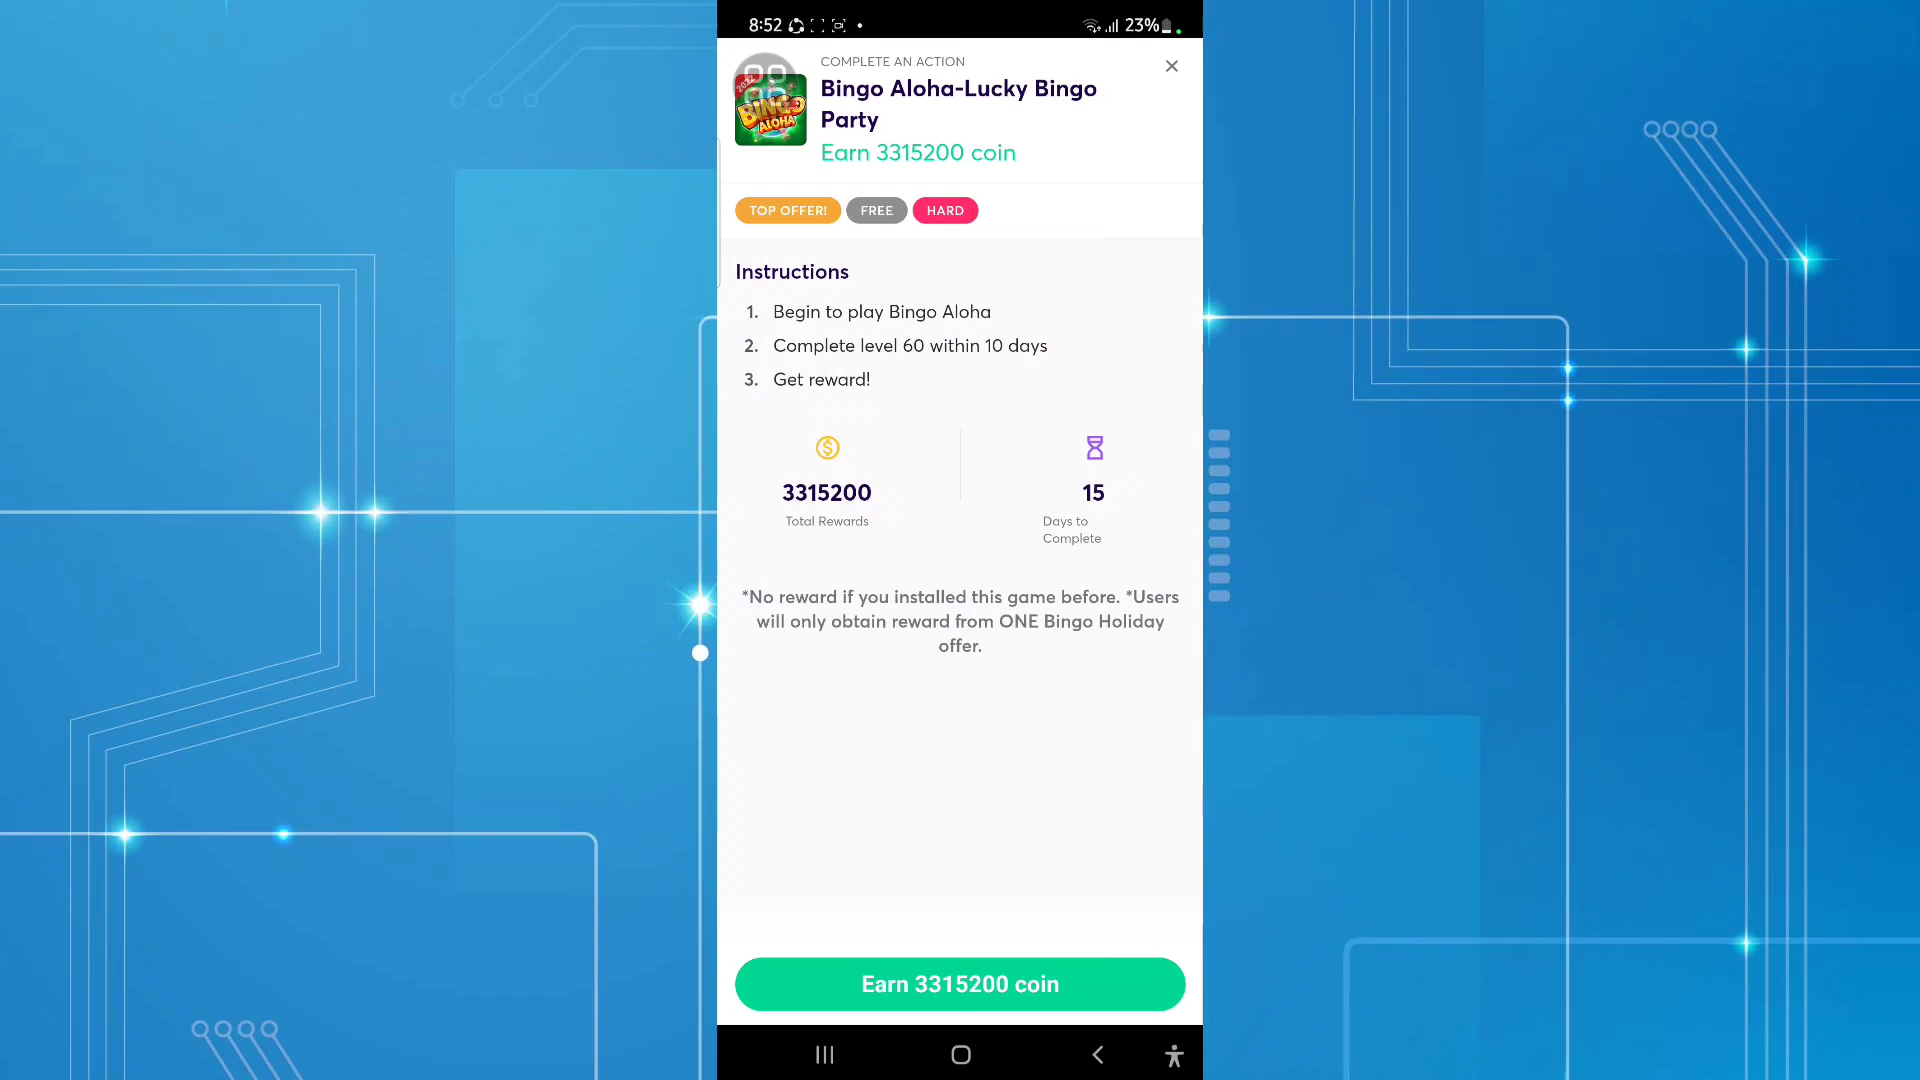 8:52
23%
COMPLETE AN ACTION
2022
BINGO
ALOHA
Bingo Aloha-Lucky Bingo
Party
Earn 3315200 coin
TOP OFFER!
FREE
HARD
Instructions
1. Begin to play Bingo Aloha
2. Complete level 60 within 10 days
3. Get reward!
3315200
Total Rewards
15
Days to
Complete
*No reward if you installed this game before. *Users
will only obtain reward from ONE Bingo Holiday
offer.
Earn 3315200 coin